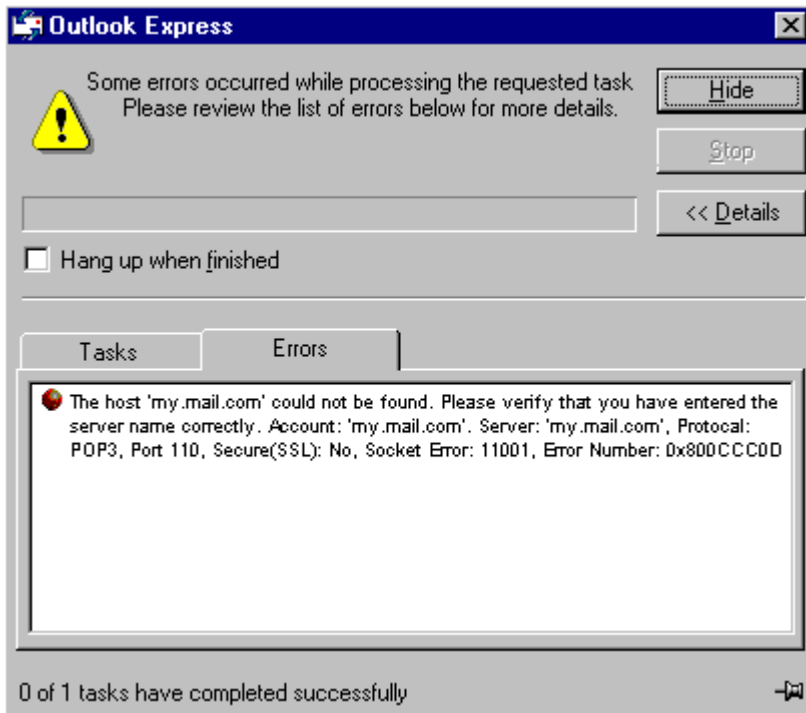 Outlook Express
Some errors occurred while processing the requested task
Please review the list of errors below for more details.
Hide
Stop
<< Details
Hang up when finished
Tasks
Errors
The host 'my.mail.com' could not be found. Please verify that you have entered the
server name correctly. Account: 'my.mail.com'. Server: 'my.mail.com', Protocal:
POP3, Port 110, Secure(SSL): No, Socket Error: 11001, Error Number: 0x800CCC0D
0 of 1 tasks have completed successfully